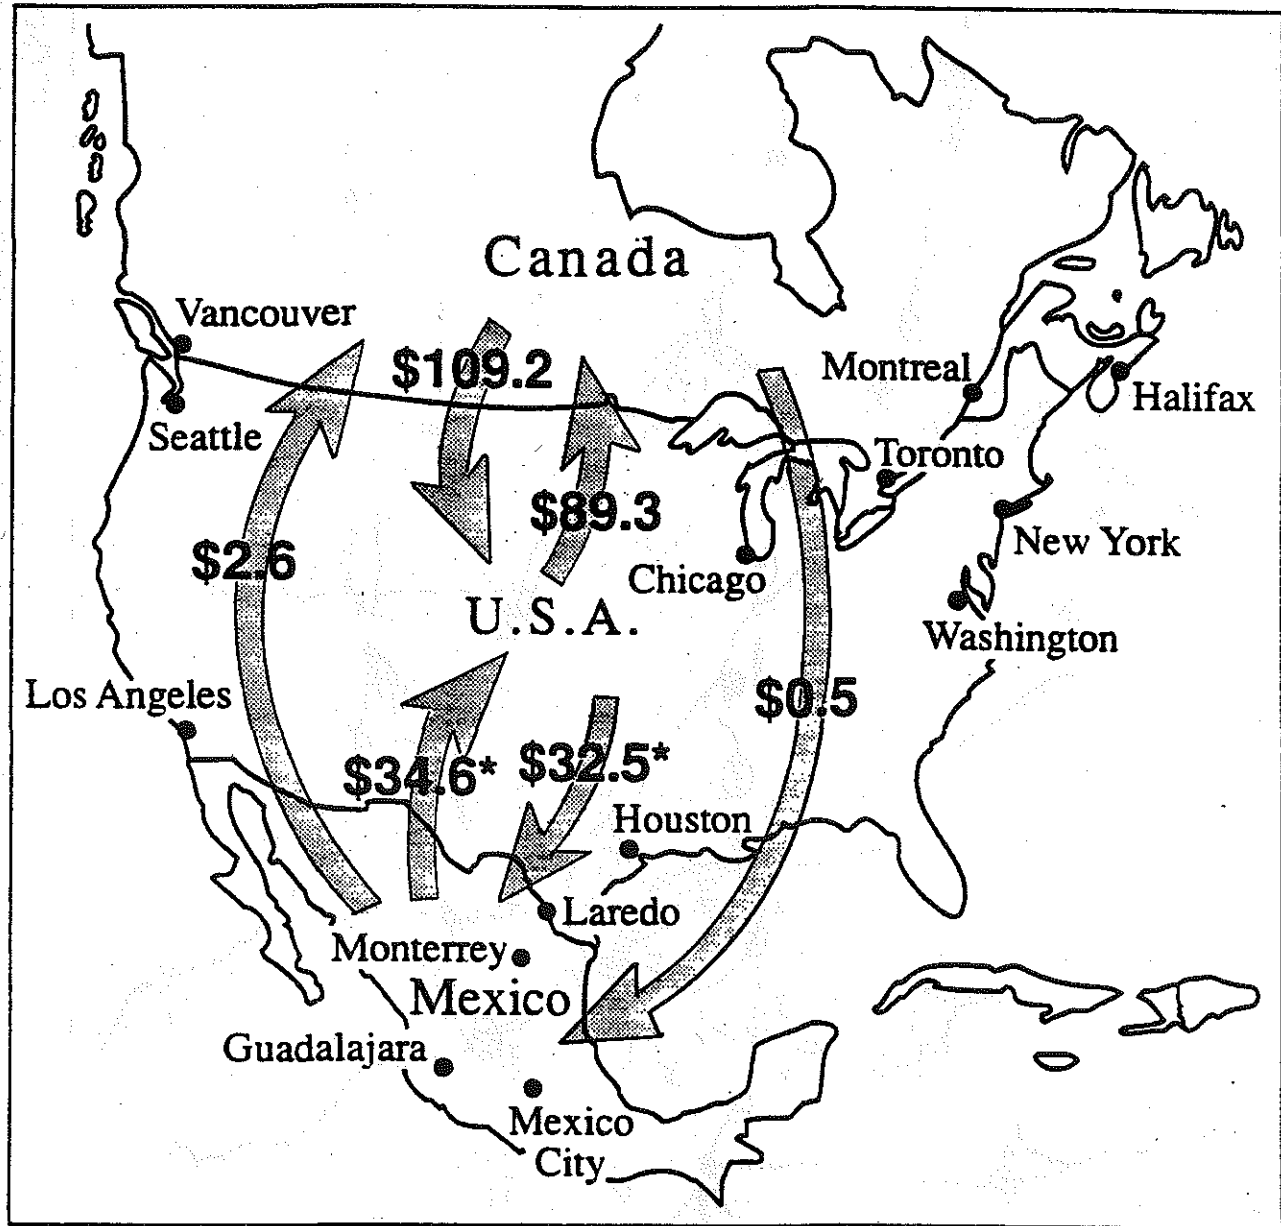 Canada
Vancouver
$109.2
Montreal
Halifax
Seattle
Toronto
$89.3
$2.6
New York
Chicago
U.S.A.
Washington
Los Angeles
$0.5
$34.6*
$32.5*
Houston
Laredo
Monterrey
Mexico
Guadalajara
Mexico
City